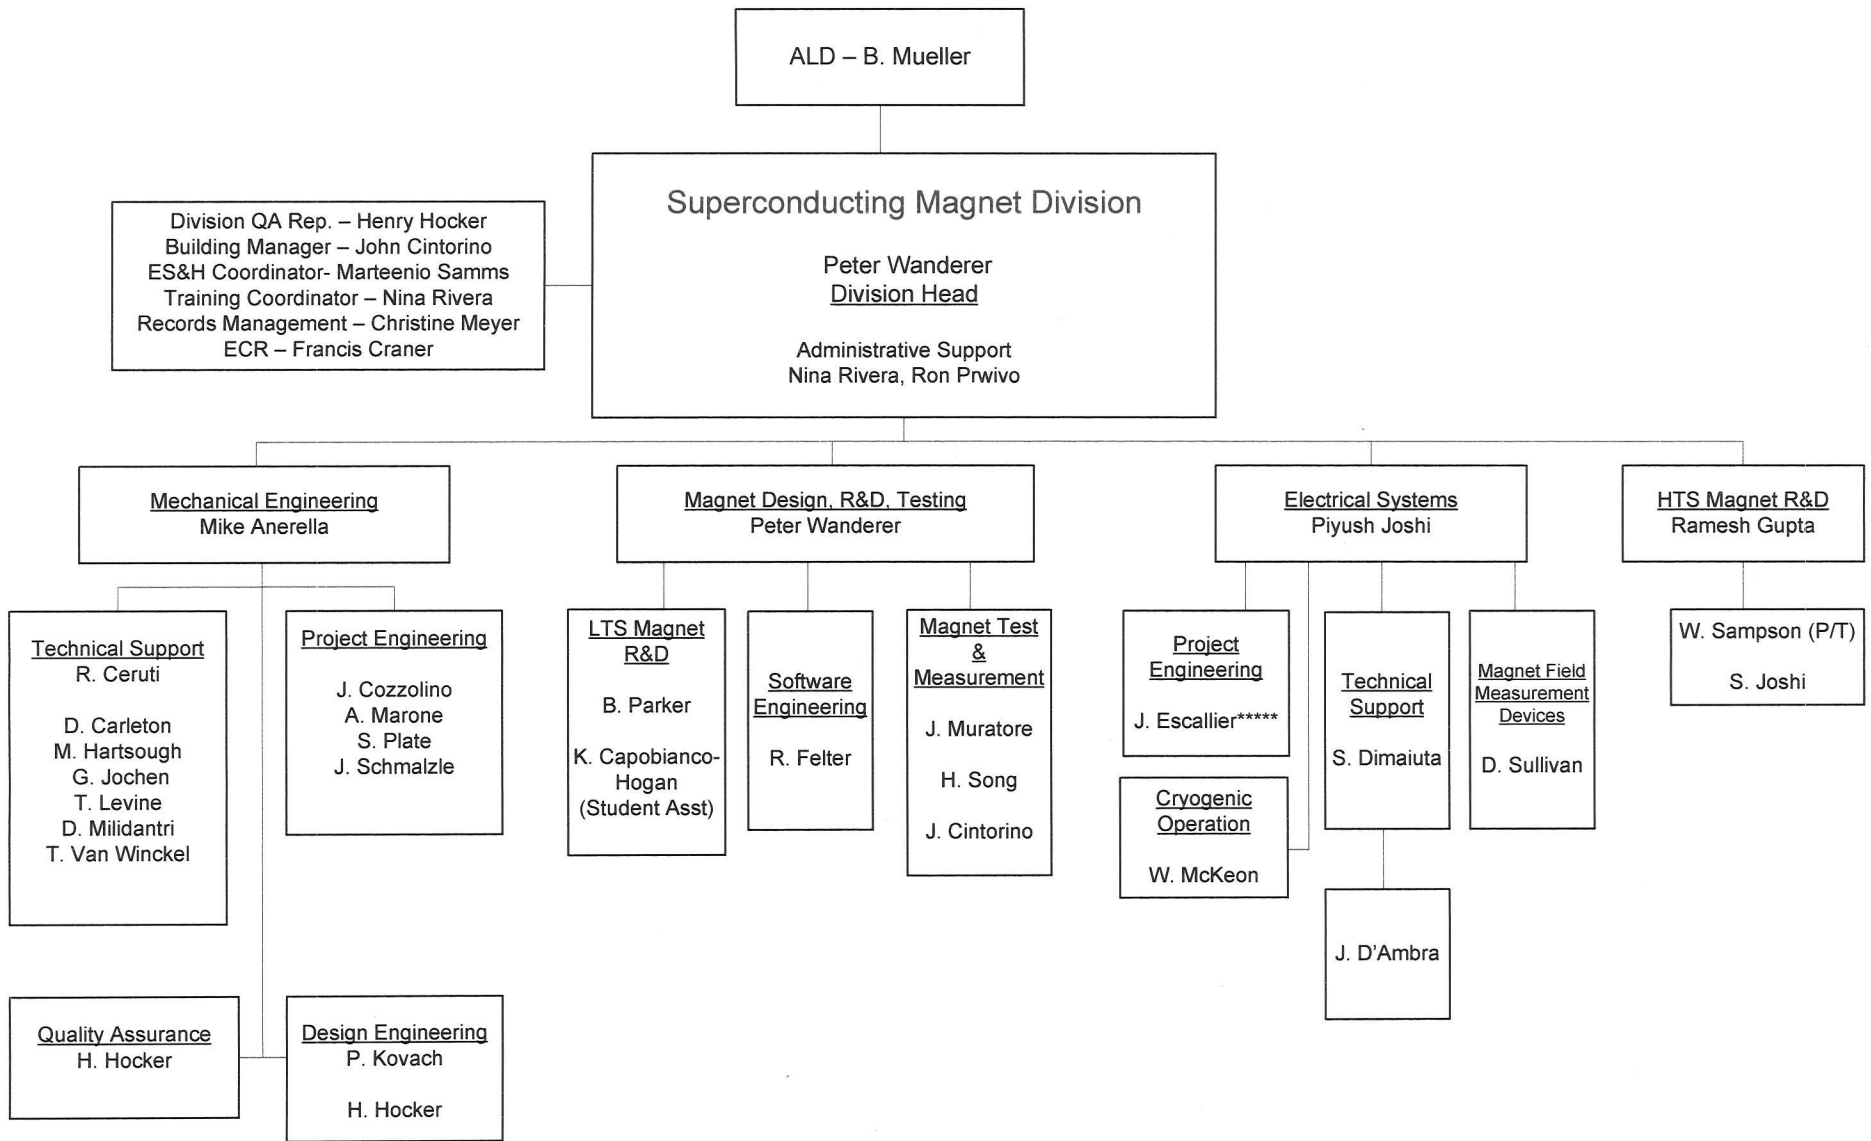 ALD – B. Mueller
Superconducting Magnet Division
Peter Wanderer
Division Head
Administrative Support
Nina Rivera, Ron Prwivo
Division QA Rep. – Henry Hocker
Building Manager – John Cintorino
ES&H Coordinator- Marteenio Samms
Training Coordinator – Nina Rivera
Records Management – Christine Meyer
ECR – Francis Craner
Mechanical Engineering
Mike Anerella
Magnet Design, R&D, Testing
Peter Wanderer
Electrical Systems
Piyush Joshi
HTS Magnet R&D
Ramesh Gupta
Technical Support
R. Ceruti
D. Carleton
M. Hartsough
G. Jochen
T. Levine
D. Milidantri
T. Van Winckel
Project Engineering
J. Cozzolino
A. Marone
S. Plate
J. Schmalzle
LTS Magnet
R&D
B. Parker
K. Capobianco-
Hogan
(Student Asst)
Software
Engineering
R. Felter
Magnet Test
&
Measurement
J. Muratore
H. Song
J. Cintorino
Project
Engineering
J. Escallier*****
Cryogenic
Operation
W. McKeon
Technical
Support
S. Dimaiuta
J. D'Ambra
Magnet Field
Measurement
Devices
D. Sullivan
W. Sampson (P/T)
S. Joshi
Quality Assurance
H. Hocker
Design Engineering
P. Kovach
H. Hocker